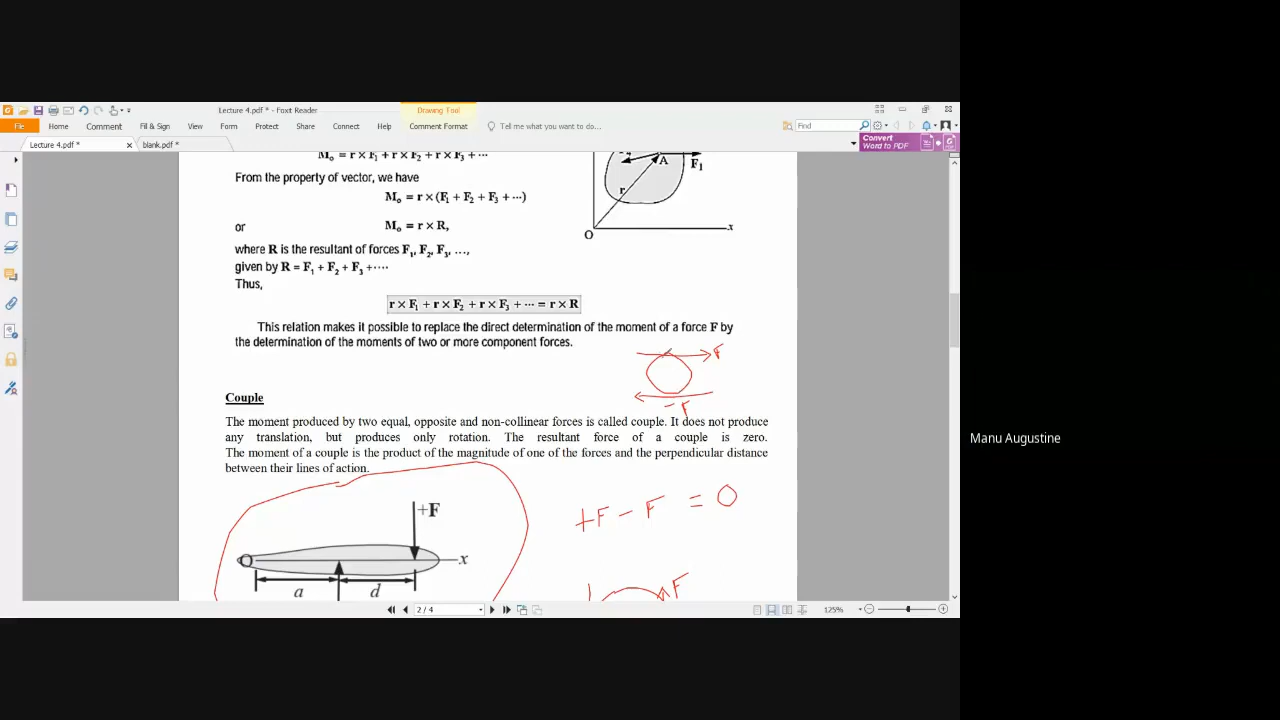 Lecture 4.pdf * - Foxit Reader
Drawing Tool
File Home Comment Fill & Sign View Form Protect Share Connect Help Comment Format Tell me what you want to do... Find
Lecture 4.pdf * blank.pdf *
Convert
Word to PDF
M₀ = r × F₁ + r × F₂ + r × F₃ + ···
A F₁
From the property of vector, we have
r
M₀ = r × (F₁ + F₂ + F₃ + ···)
or M₀ = r × R,
O x
where R is the resultant of forces F₁, F₂, F₃, ...,
given by R = F₁ + F₂ + F₃ +····
Thus,
r × F₁ + r × F₂ + r × F₃ + ··· = r × R
This relation makes it possible to replace the direct determination of the moment of a force F by
the determination of the moments of two or more component forces.
F
Couple
- F
The moment produced by two equal, opposite and non-collinear forces is called couple. It does not produce
any translation, but produces only rotation. The resultant force of a couple is zero.
The moment of a couple is the product of the magnitude of one of the forces and the perpendicular distance
between their lines of action.
+F - F = 0
+F
O x
a d
F
2 / 4
125%
Manu Augustine